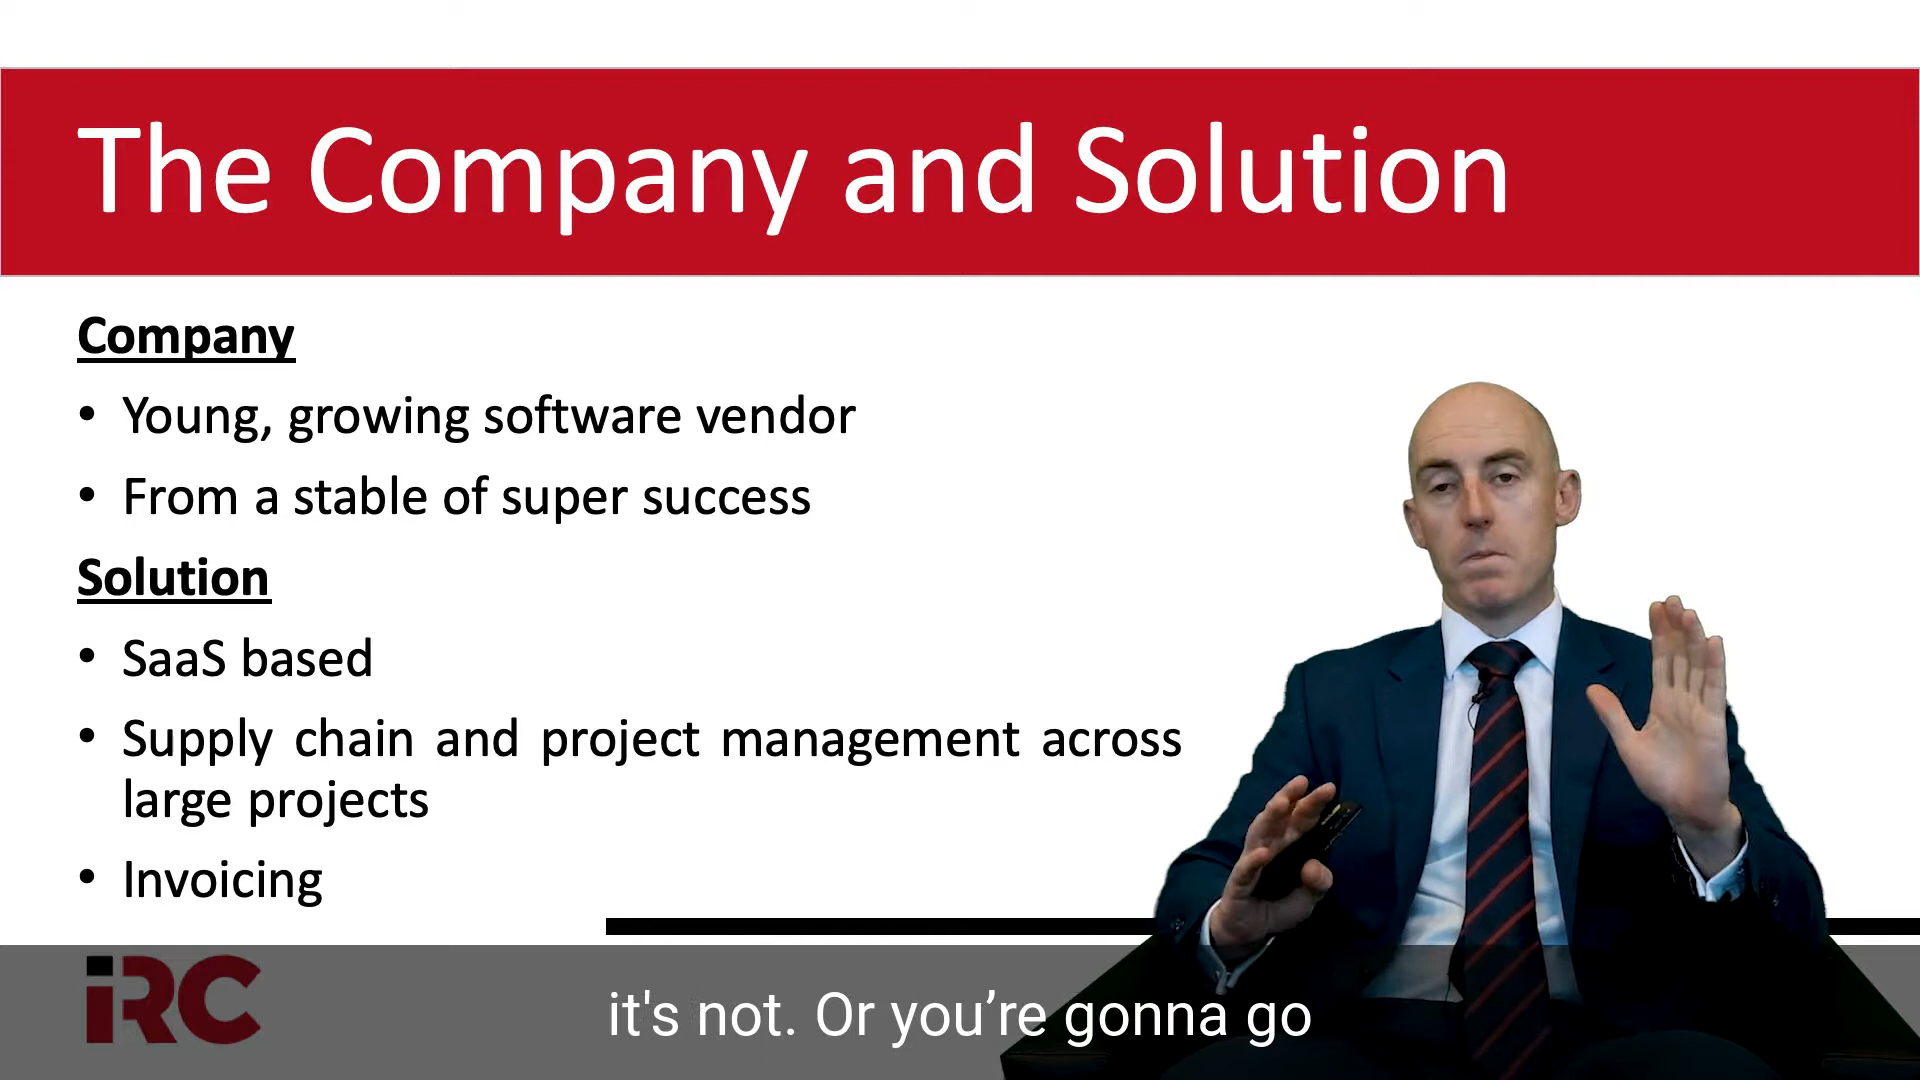 The Company and Solution
Company
• Young, growing software vendor
• From a stable of super success
Solution
• SaaS based
• Supply chain and project management across
large projects
• Invoicing
iRC
it's not. Or you’re gonna go